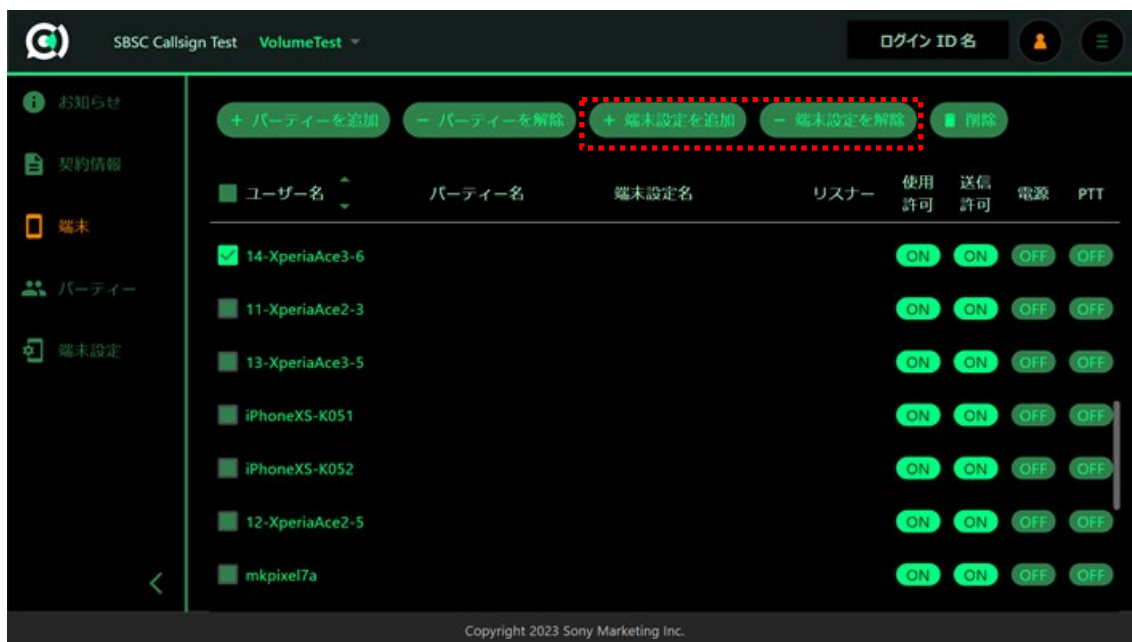 SBSC Callsign Test VolumeTest ログイン ID 名
お知らせ
契約情報
端末
パーティー
端末設定
+ パーティーを追加 − パーティーを解除 + 端末設定を追加 − 端末設定を解除 削除
ユーザー名 パーティー名 端末設定名 リスナー 使用許可 送信許可 電源 PTT
14-XperiaAce3-6 ON ON OFF OFF
11-XperiaAce2-3 ON ON OFF OFF
13-XperiaAce3-5 ON ON OFF OFF
iPhoneXS-K051 ON ON OFF OFF
iPhoneXS-K052 ON ON OFF OFF
12-XperiaAce2-5 ON ON OFF OFF
mkpixel7a ON ON OFF OFF
Copyright 2023 Sony Marketing Inc.